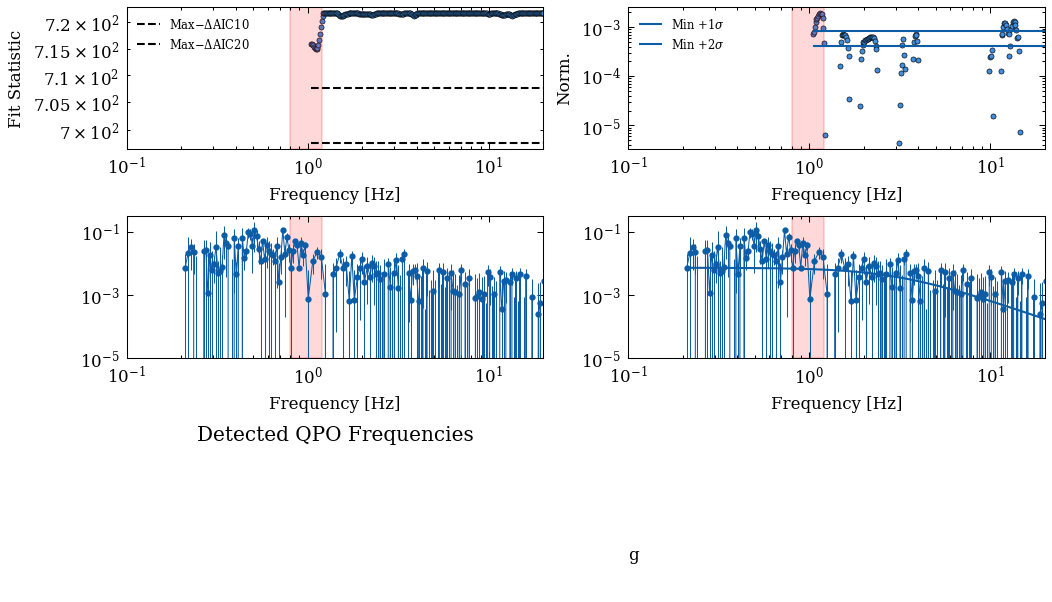 Fit Statistic
7.2 × 10²
7.15 × 10²
7.1 × 10²
7.05 × 10²
7 × 10²
Max−ΔAIC10
Max−ΔAIC20
10⁻¹ 10⁰ 10¹
Frequency [Hz]
Norm.
10⁻³
10⁻⁴
10⁻⁵
Min +1σ
Min +2σ
10⁻¹ 10⁰ 10¹
Frequency [Hz]
10⁻¹
10⁻³
10⁻⁵
10⁻¹ 10⁰ 10¹
Frequency [Hz]
10⁻¹
10⁻³
10⁻⁵
10⁻¹ 10⁰ 10¹
Frequency [Hz]
Detected QPO Frequencies
g